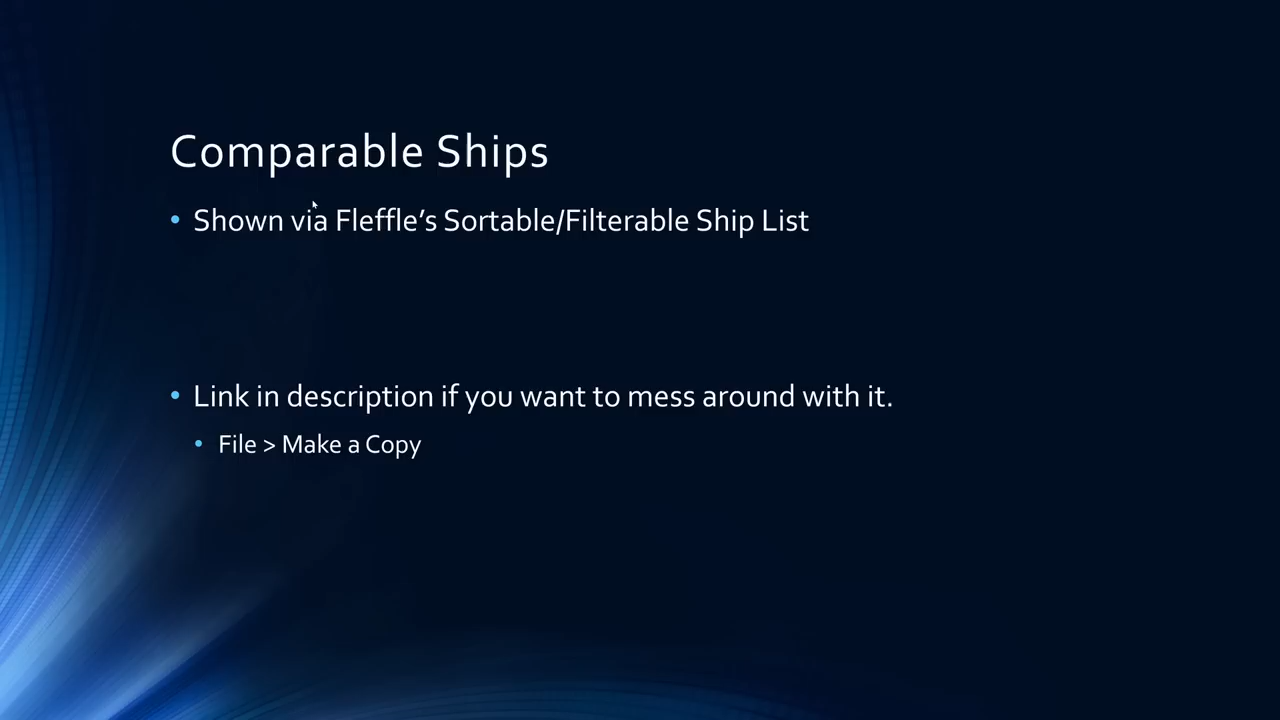 Comparable Ships
• Shown via Fleffle’s Sortable/Filterable Ship List
• Link in description if you want to mess around with it.
• File > Make a Copy